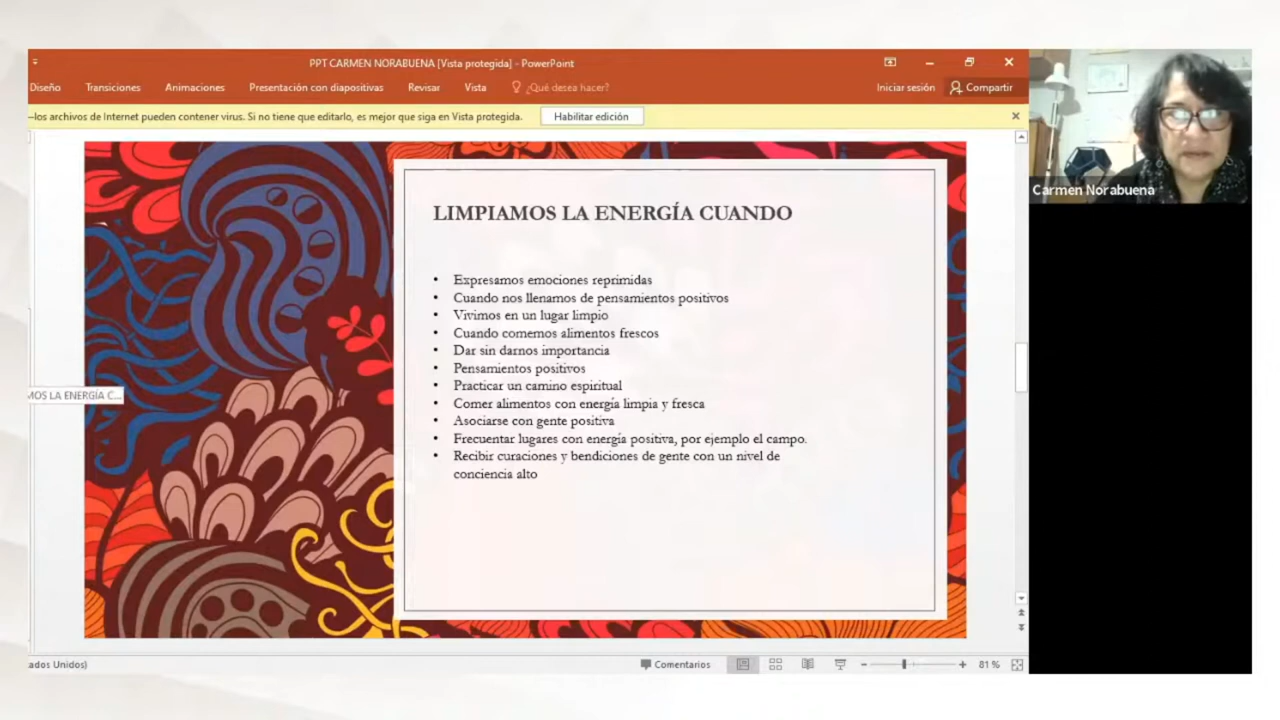 PPT CARMEN NORABUENA [Vista protegida] - PowerPoint
Diseño Transiciones Animaciones Presentación con diapositivas Revisar Vista ¿Qué desea hacer? Iniciar sesión Compartir
—los archivos de Internet pueden contener virus. Si no tiene que editarlo, es mejor que siga en Vista protegida. Habilitar edición
Carmen Norabuena
LIMPIAMOS LA ENERGÍA CUANDO
• Expresamos emociones reprimidas
• Cuando nos llenamos de pensamientos positivos
• Vivimos en un lugar limpio
• Cuando comemos alimentos frescos
• Dar sin darnos importancia
• Pensamientos positivos
• Practicar un camino espiritual
• Comer alimentos con energía limpia y fresca
• Asociarse con gente positiva
• Frecuentar lugares con energía positiva, por ejemplo el campo.
• Recibir curaciones y bendiciones de gente con un nivel de
conciencia alto
MOS LA ENERGÍA C...
ados Unidos) Comentarios 81 %